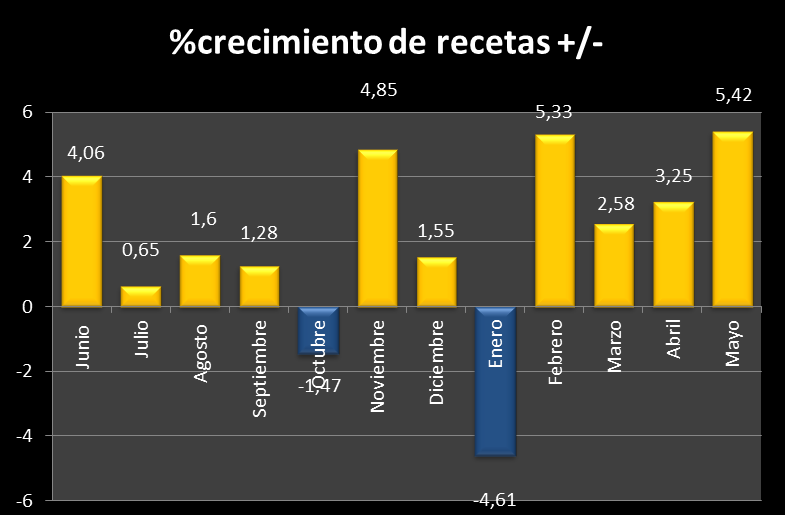 %crecimiento de recetas +/-
6
4
2
0
-2
-4
-6
4,06
0,65
1,6
1,28
-1,47
4,85
1,55
-4,61
5,33
2,58
3,25
5,42
Junio
Julio
Agosto
Septiembre
Octubre
Noviembre
Diciembre
Enero
Febrero
Marzo
Abril
Mayo